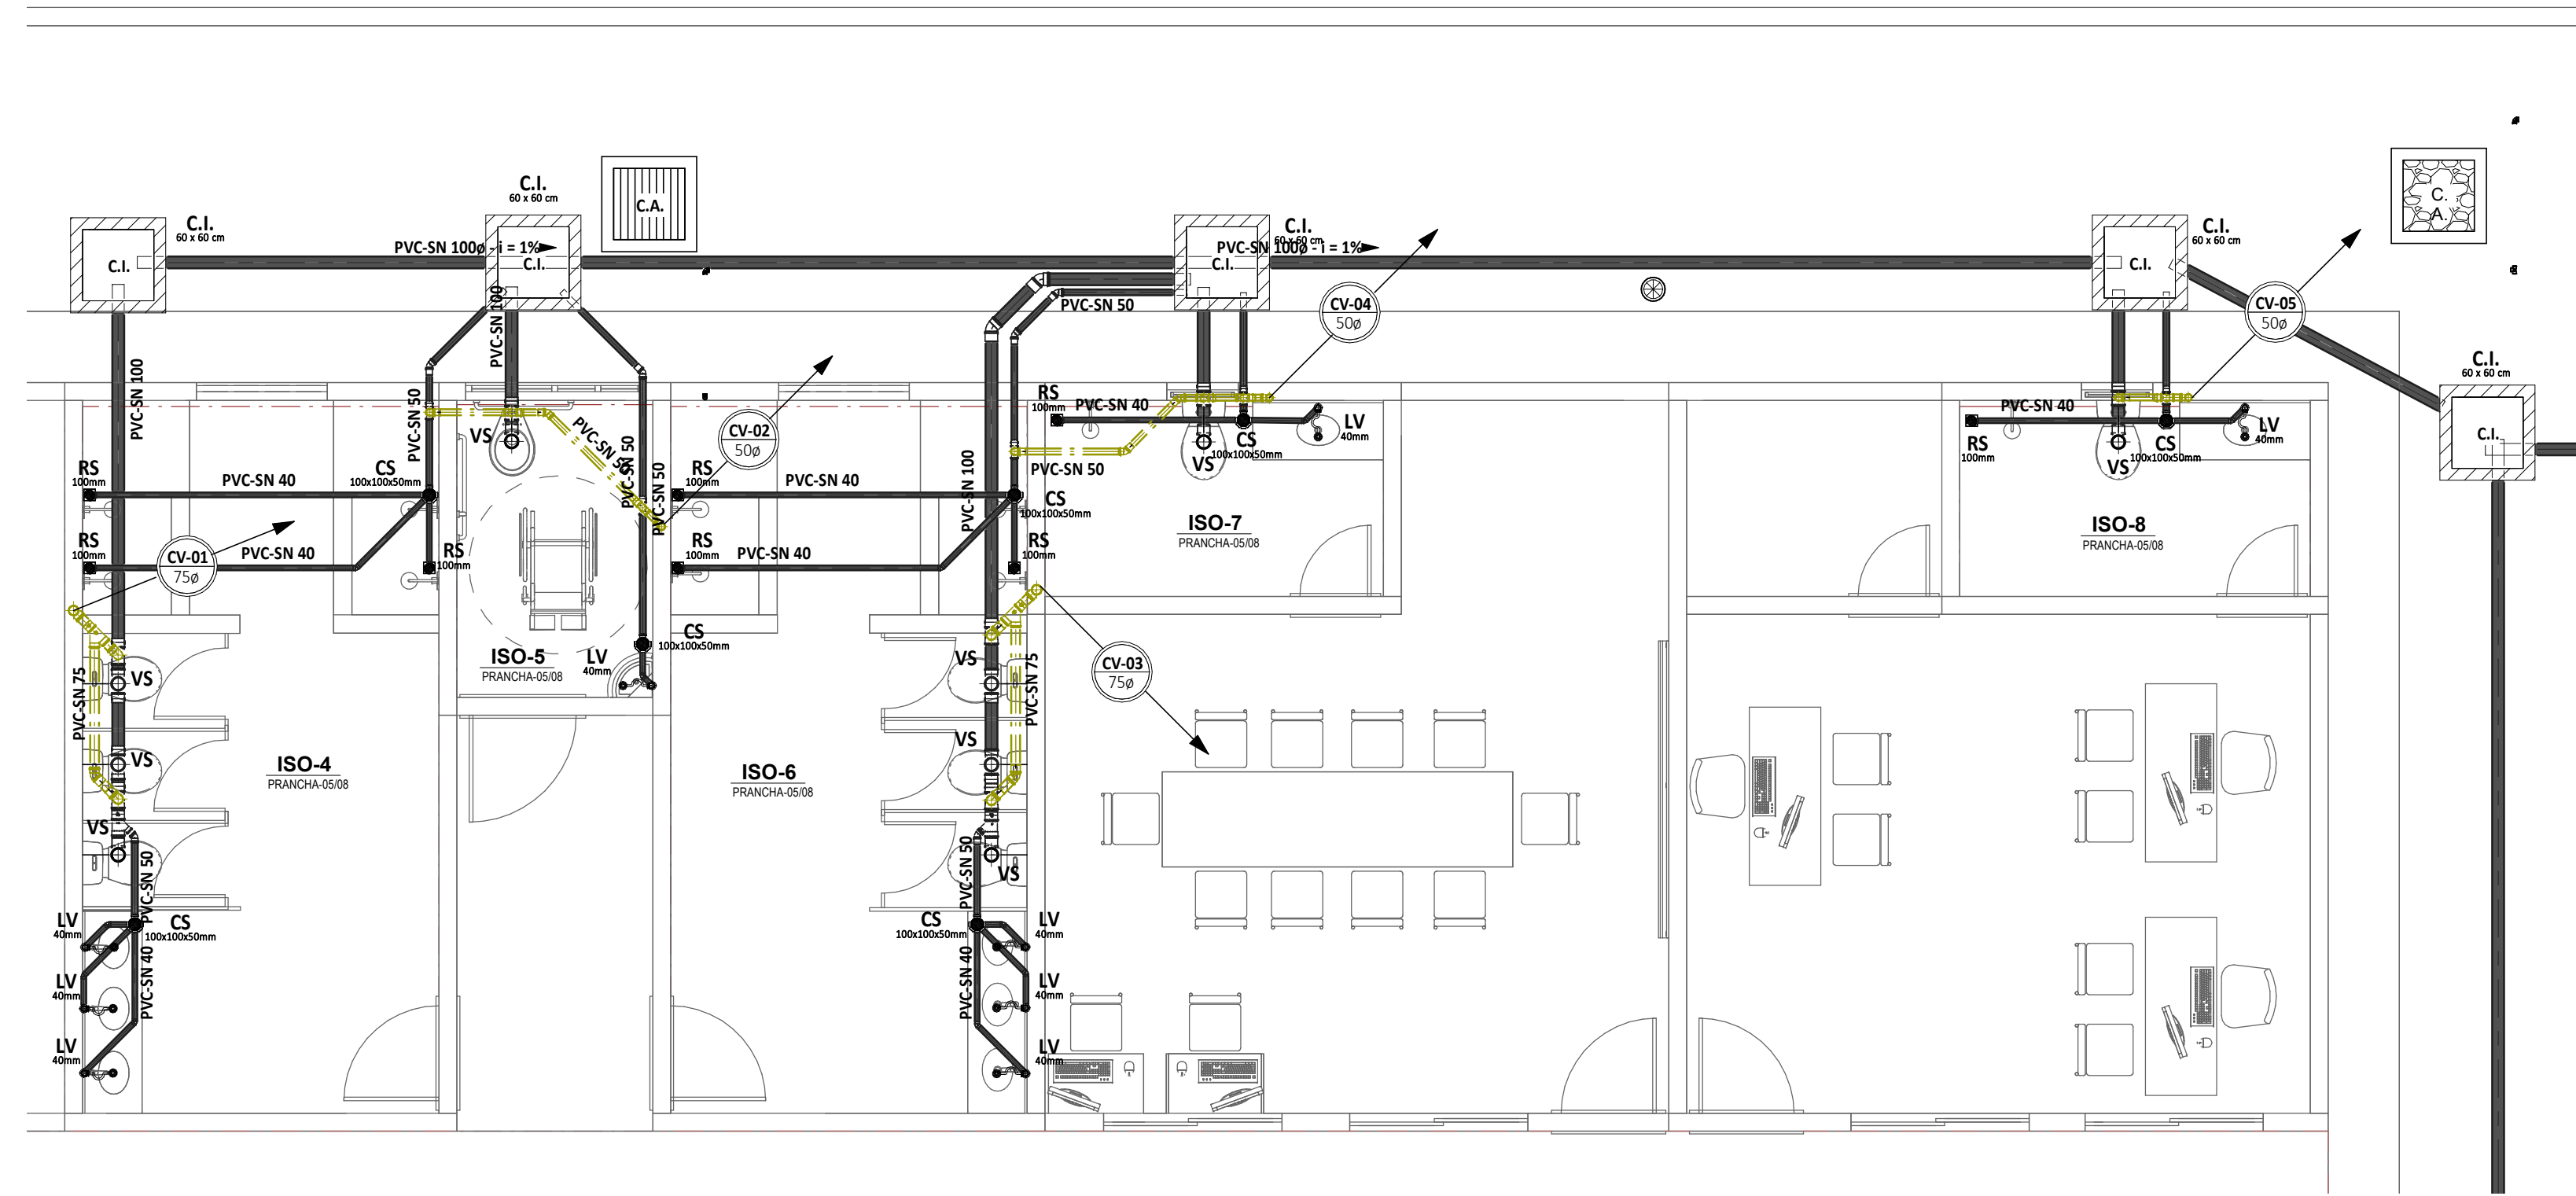 C.I.
60 x 60 cm
C.I.
C.I.
60 x 60 cm
PVC-SN 100ø - i = 1%
C.I.
C.A.
C.I.
60 x 60 cm
PVC-SN 100ø - i = 1%
C.I.
C.I.
60 x 60 cm
C.I.
C.
A.
CV-04
50ø
CV-05
50ø
C.I.
60 x 60 cm
C.I.
PVC-SN 100
PVC-SN 100
PVC-SN 50
PVC-SN 50
VS
PVC-SN 50
PVC-SN 50
PVC-SN 50
CV-02
50ø
RS
100mm
PVC-SN 40
CS
100x100x50mm
RS
100mm
PVC-SN 40
RS
100mm
CV-01
75ø
RS
100mm
PVC-SN 40
RS
100mm
PVC-SN 40
PVC-SN 100
CS
100x100x50mm
RS
100mm
RS
100mm
PVC-SN 40
LV
40mm
CS
100x100x50mm
VS
PVC-SN 50
ISO-7
PRANCHA-05/08
PVC-SN 40
RS
100mm
LV
40mm
CS
100x100x50mm
VS
ISO-8
PRANCHA-05/08
CS
100x100x50mm
LV
40mm
ISO-5
PRANCHA-05/08
PVC-SN 75
VS
VS
VS
PVC-SN 50
ISO-4
PRANCHA-05/08
ISO-6
PRANCHA-05/08
VS
VS
VS
PVC-SN 75
CV-03
75ø
PVC-SN 50
LV
40mm
CS
100x100x50mm
PVC-SN 40
LV
40mm
LV
40mm
CS
100x100x50mm
PVC-SN 40
LV
40mm
LV
40mm
LV
40mm